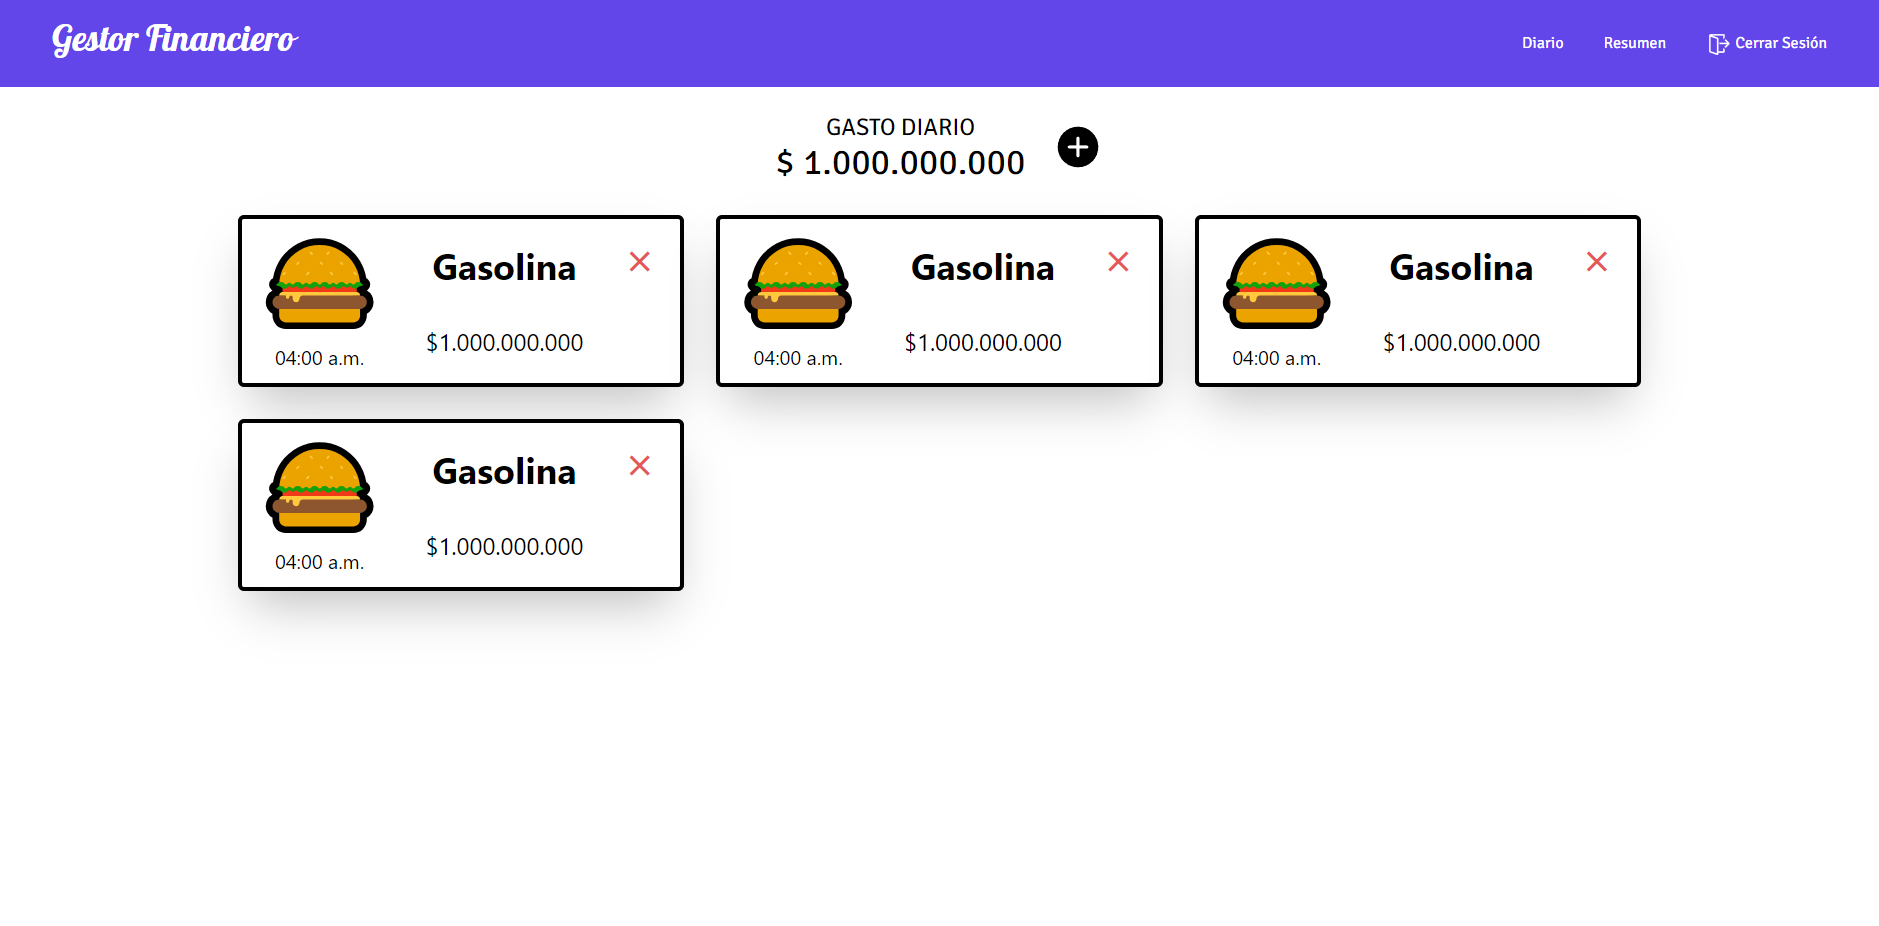 Gestor Financiero
Diario
Resumen
Cerrar Sesión
GASTO DIARIO
$ 1.000.000.000
Gasolina
$1.000.000.000
04:00 a.m.
Gasolina
$1.000.000.000
04:00 a.m.
Gasolina
$1.000.000.000
04:00 a.m.
Gasolina
$1.000.000.000
04:00 a.m.